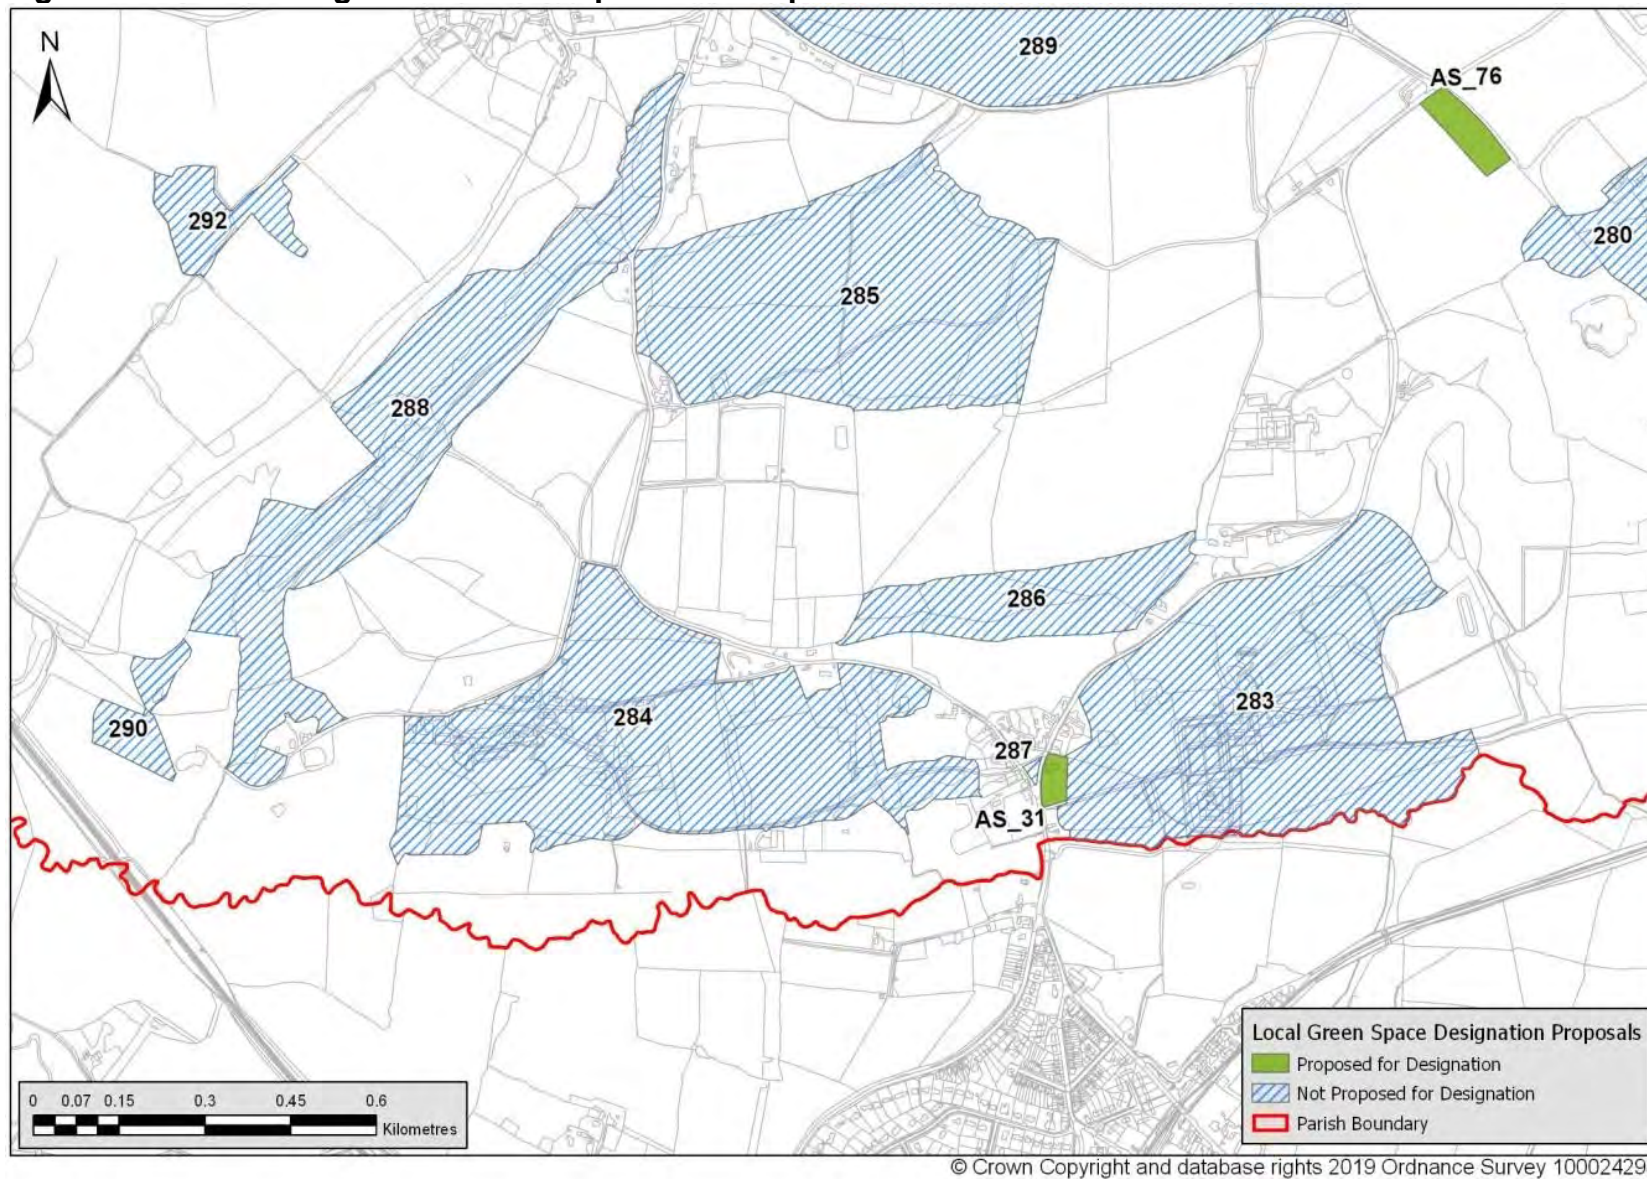 N
289
AS_76
292
280
285
288
286
283
284
287
290
AS_31
Local Green Space Designation Proposals
Proposed for Designation
Not Proposed for Designation
Parish Boundary
0 0.07 0.15 0.3 0.45 0.6
Kilometres
© Crown Copyright and database rights 2019 Ordnance Survey 10002429